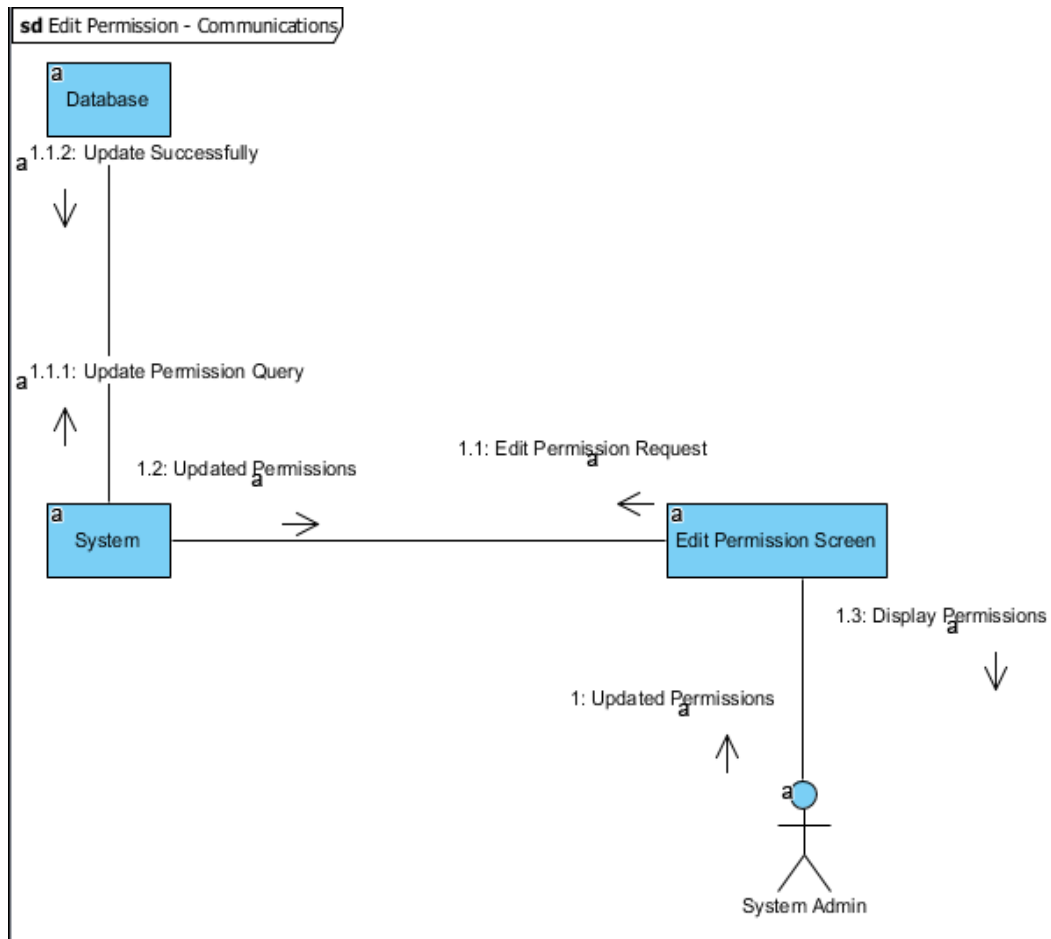 sd Edit Permission - Communications
a
Database
a 1.1.2: Update Successfully
a 1.1.1: Update Permission Query
1.2: Updated Permissions
a
1.1: Edit Permission Request
a
a
System
a
Edit Permission Screen
1.3: Display Permissions
a
1: Updated Permissions
a
a
System Admin